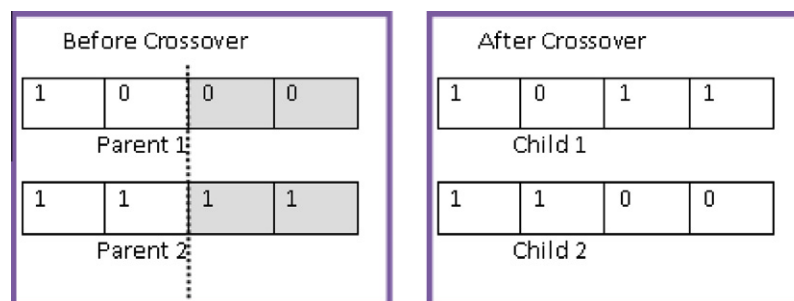 Before Crossover
1 0 0 0
Parent 1
1 1 1 1
Parent 2
After Crossover
1 0 1 1
Child 1
1 1 0 0
Child 2